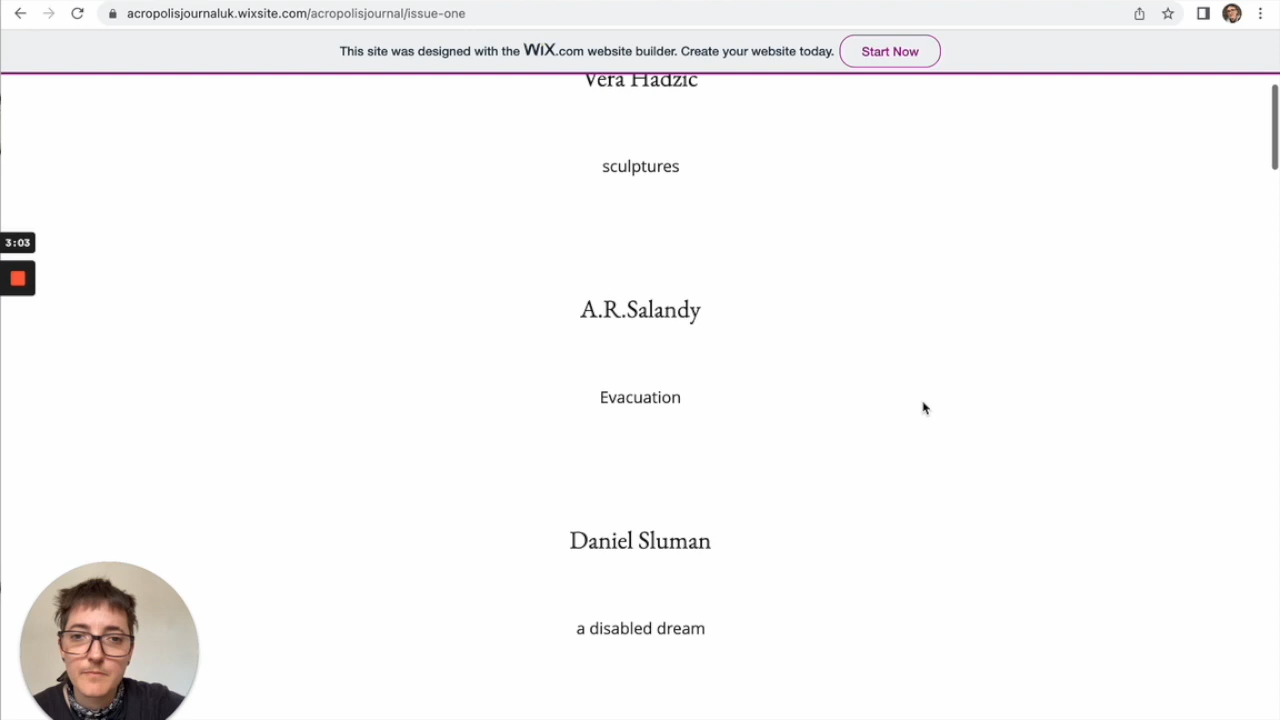 acropolisjournaluk.wixsite.com/acropolisjournal/issue-one
This site was designed with the WiX.com website builder. Create your website today. Start Now
Vera Hadzic
sculptures
3:03
A.R.Salandy
Evacuation
Daniel Sluman
a disabled dream